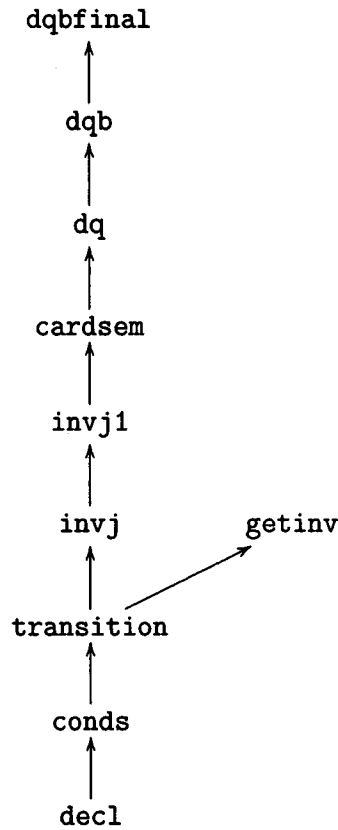 dqbfinal
dqb
dq
cardsem
invj1
invj getinv
transition
conds
decl